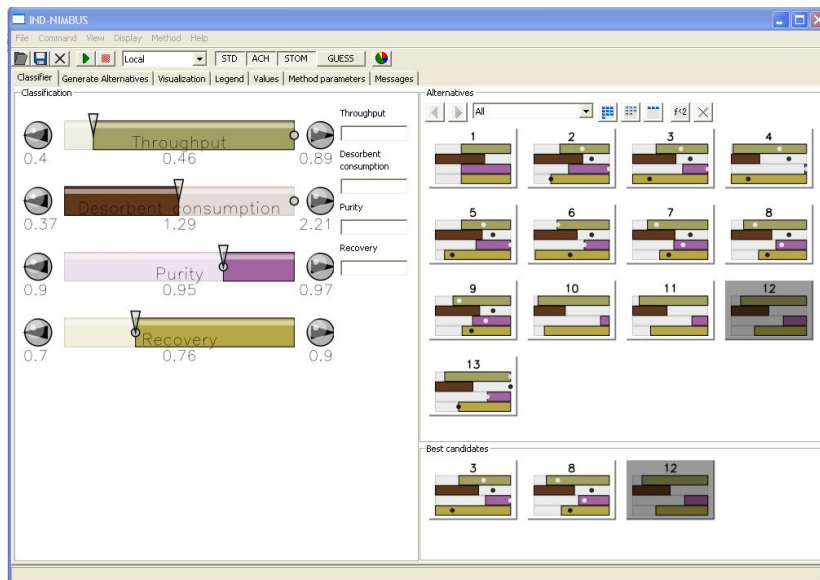 IND-NIMBUS
File Command View Display Method Help
Local STD ACH STOM GUESS
Classifier Generate Alternatives Visualization Legend Values Method parameters Messages
Classification
Throughput
0.4 0.46 0.89
Desorbent consumption
0.37 1.29 2.21
Purity
0.9 0.95 0.97
Recovery
0.7 0.76 0.9
Throughput
Desorbent
consumption
Purity
Recovery
Alternatives
All f<2
1 2 3 4
5 6 7 8
9 10 11 12
13
Best candidates
3 8 12